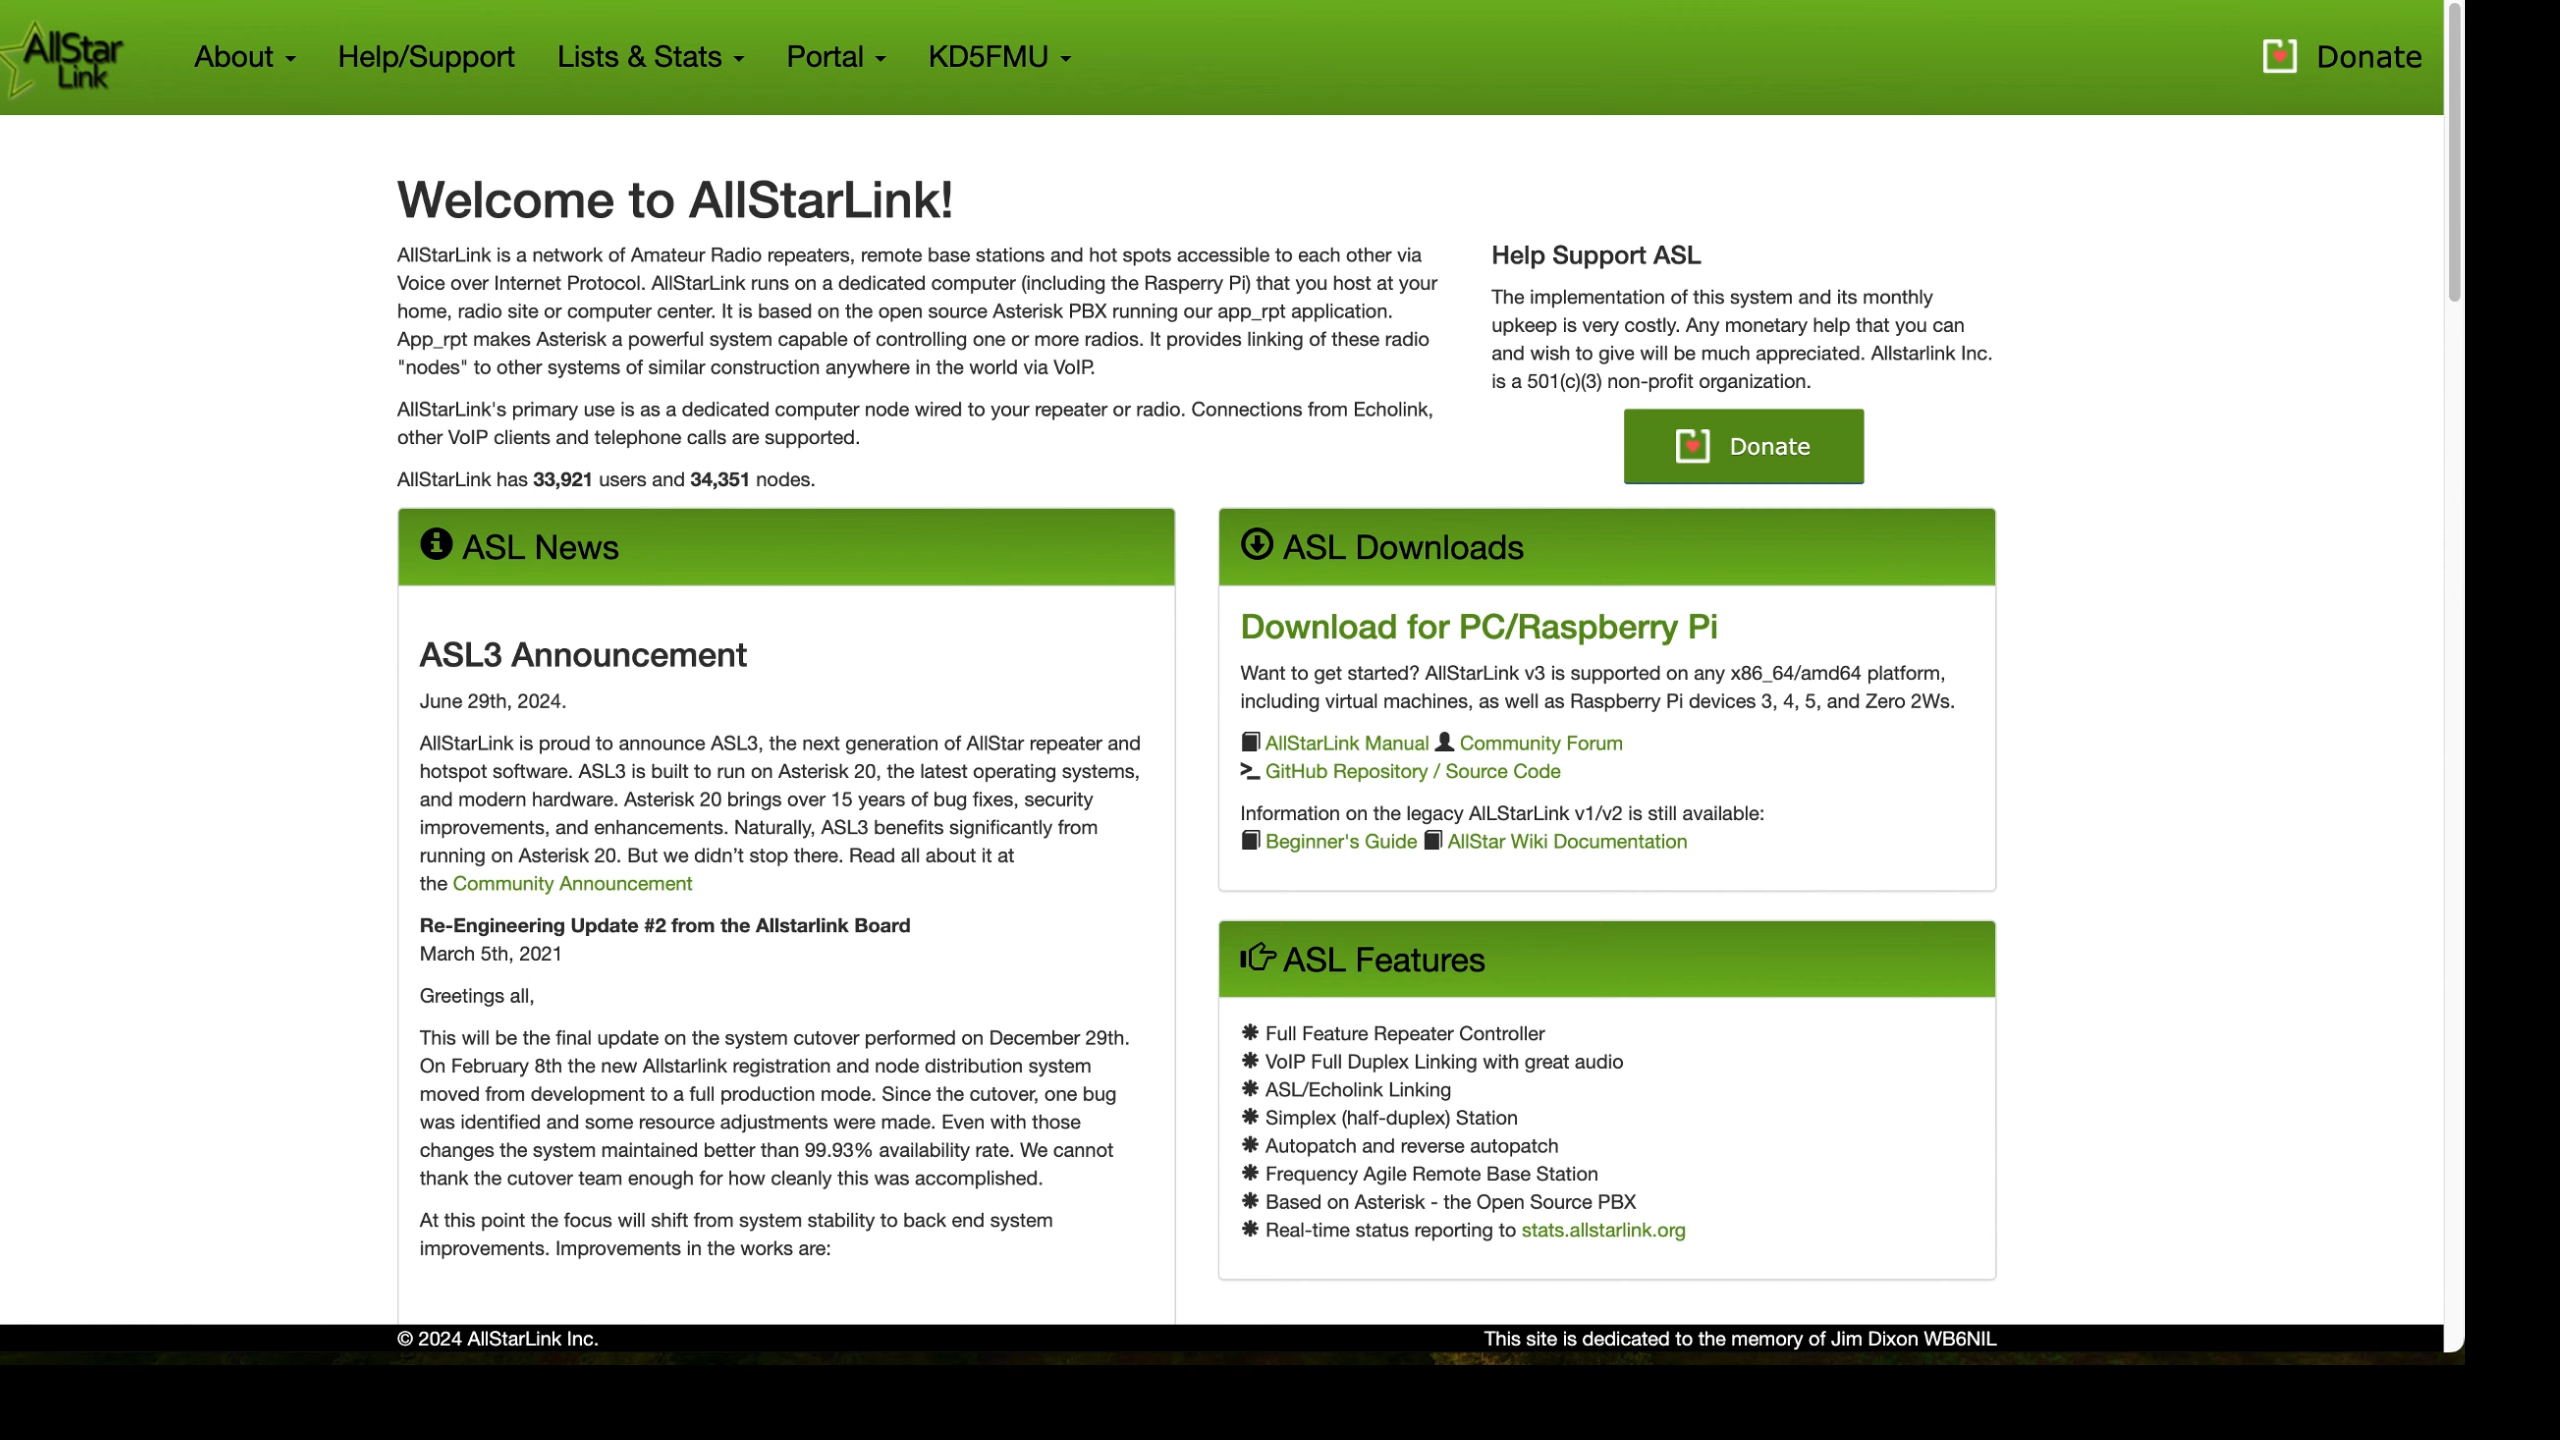 AllStar
Link
About
Help/Support
Lists & Stats
Portal
KD5FMU
Donate
Welcome to AllStarLink!
AllStarLink is a network of Amateur Radio repeaters, remote base stations and hot spots accessible to each other via
Voice over Internet Protocol. AllStarLink runs on a dedicated computer (including the Rasperry Pi) that you host at your
home, radio site or computer center. It is based on the open source Asterisk PBX running our app_rpt application.
App_rpt makes Asterisk a powerful system capable of controlling one or more radios. It provides linking of these radio
"nodes" to other systems of similar construction anywhere in the world via VoIP.
AllStarLink's primary use is as a dedicated computer node wired to your repeater or radio. Connections from Echolink,
other VoIP clients and telephone calls are supported.
AllStarLink has 33,921 users and 34,351 nodes.
Help Support ASL
The implementation of this system and its monthly
upkeep is very costly. Any monetary help that you can
and wish to give will be much appreciated. Allstarlink Inc.
is a 501(c)(3) non-profit organization.
Donate
ASL News
ASL3 Announcement
June 29th, 2024.
AllStarLink is proud to announce ASL3, the next generation of AllStar repeater and
hotspot software. ASL3 is built to run on Asterisk 20, the latest operating systems,
and modern hardware. Asterisk 20 brings over 15 years of bug fixes, security
improvements, and enhancements. Naturally, ASL3 benefits significantly from
running on Asterisk 20. But we didn’t stop there. Read all about it at
the Community Announcement
Re-Engineering Update #2 from the Allstarlink Board
March 5th, 2021
Greetings all,
This will be the final update on the system cutover performed on December 29th.
On February 8th the new Allstarlink registration and node distribution system
moved from development to a full production mode. Since the cutover, one bug
was identified and some resource adjustments were made. Even with those
changes the system maintained better than 99.93% availability rate. We cannot
thank the cutover team enough for how cleanly this was accomplished.
At this point the focus will shift from system stability to back end system
improvements. Improvements in the works are:
ASL Downloads
Download for PC/Raspberry Pi
Want to get started? AllStarLink v3 is supported on any x86_64/amd64 platform,
including virtual machines, as well as Raspberry Pi devices 3, 4, 5, and Zero 2Ws.
AllStarLink Manual Community Forum
GitHub Repository / Source Code
Information on the legacy AlLStarLink v1/v2 is still available:
Beginner's Guide AllStar Wiki Documentation
ASL Features
Full Feature Repeater Controller
VoIP Full Duplex Linking with great audio
ASL/Echolink Linking
Simplex (half-duplex) Station
Autopatch and reverse autopatch
Frequency Agile Remote Base Station
Based on Asterisk - the Open Source PBX
Real-time status reporting to stats.allstarlink.org
© 2024 AllStarLink Inc.
This site is dedicated to the memory of Jim Dixon WB6NIL